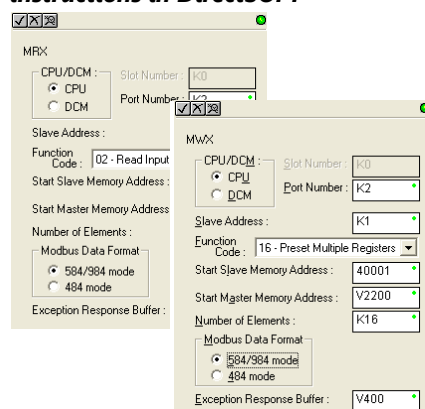 instructions in DirectSOFT
MRX
CPU/DCM :
CPU
DCM
Slot Number : K0
Port Number : K2
Slave Address :
Function
Code : 02 - Read Input
Start Slave Memory Address :
Start Master Memory Address
Number of Elements :
Modbus Data Format
584/984 mode
484 mode
Exception Response Buffer :
MWX
CPU/DCM :
CPU
DCM
Slot Number : K0
Port Number : K2
Slave Address : K1
Function
Code : 16 - Preset Multiple Registers
Start Slave Memory Address : 40001
Start Master Memory Address : V2200
Number of Elements : K16
Modbus Data Format
584/984 mode
484 mode
Exception Response Buffer : V400